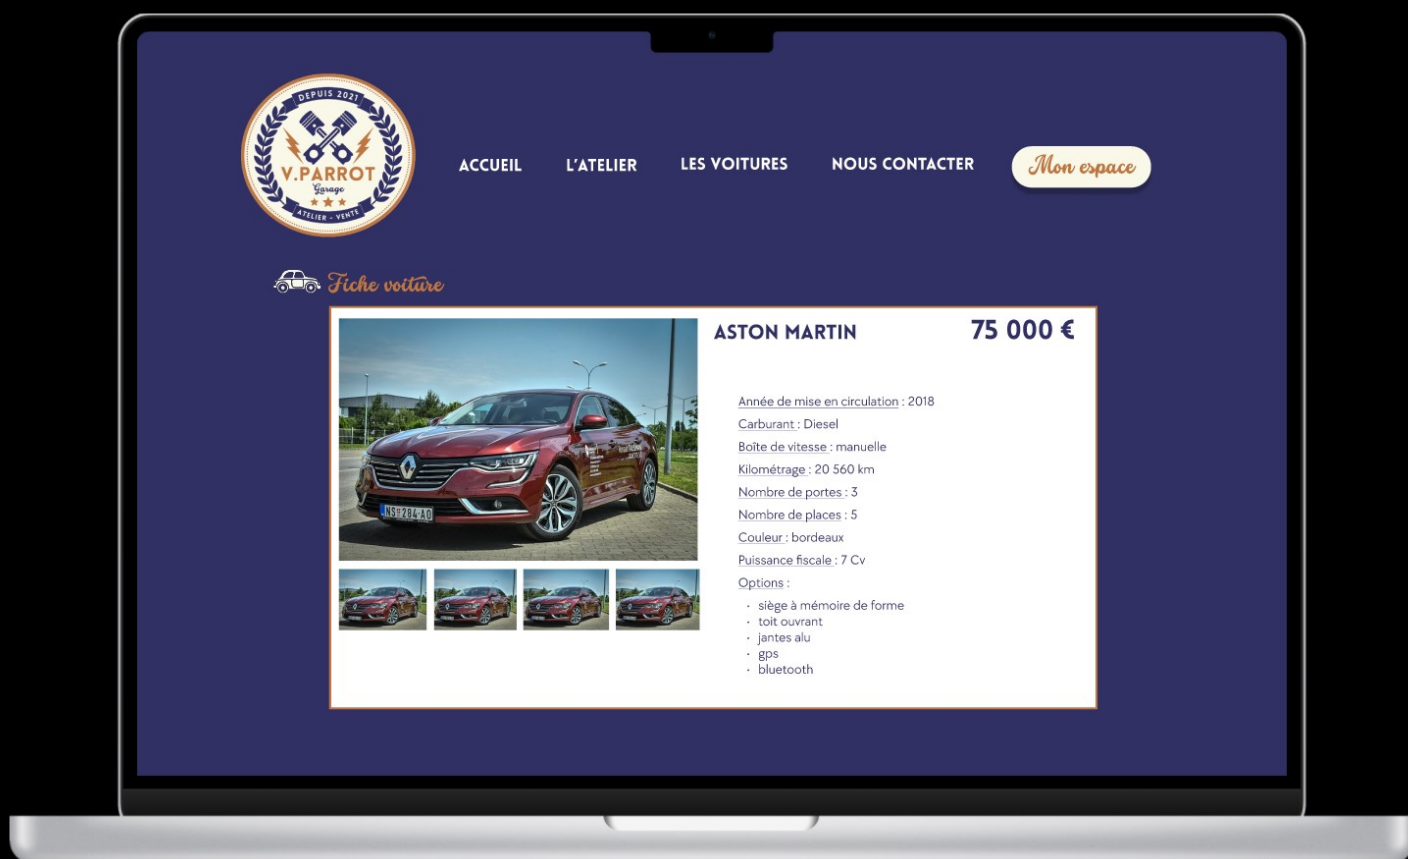 DEPUIS 2021
V.PARROT
Garage
ATELIER - VENTE
ACCUEIL
L'ATELIER
LES VOITURES
NOUS CONTACTER
Mon espace
Fiche voiture
ASTON MARTIN
75 000 €
Année de mise en circulation : 2018
Carburant : Diesel
Boîte de vitesse : manuelle
Kilométrage : 20 560 km
Nombre de portes : 3
Nombre de places : 5
Couleur : bordeaux
Puissance fiscale : 7 Cv
Options :
· siège à mémoire de forme
· toit ouvrant
· jantes alu
· gps
· bluetooth
NS 284-AO